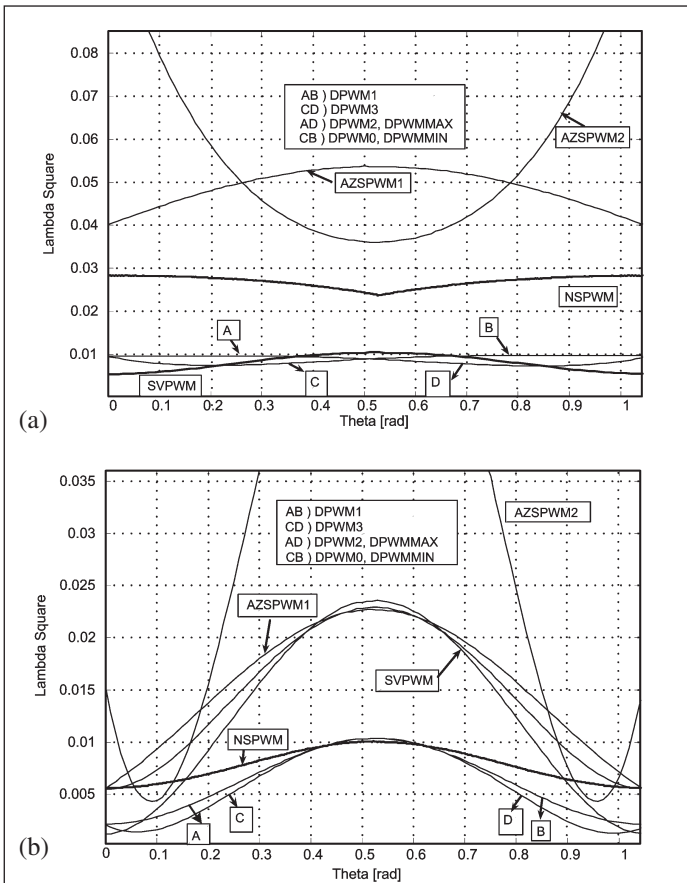 0.08
0.07
0.06
0.05
0.04
0.03
0.02
0.01
Lambda Square
AB ) DPWM1
CD ) DPWM3
AD ) DPWM2, DPWMMAX
CB ) DPWM0, DPWMMIN
AZSPWM2
AZSPWM1
NSPWM
A
B
SVPWM
C
D
0 0.1 0.2 0.3 0.4 0.5 0.6 0.7 0.8 0.9 1
Theta [rad]
(a)
0.035
0.03
0.025
0.02
0.015
0.01
0.005
Lambda Square
AB ) DPWM1
CD ) DPWM3
AD ) DPWM2, DPWMMAX
CB ) DPWM0, DPWMMIN
AZSPWM2
AZSPWM1
SVPWM
NSPWM
A
C
D
B
0 0.1 0.2 0.3 0.4 0.5 0.6 0.7 0.8 0.9 1
Theta [rad]
(b)